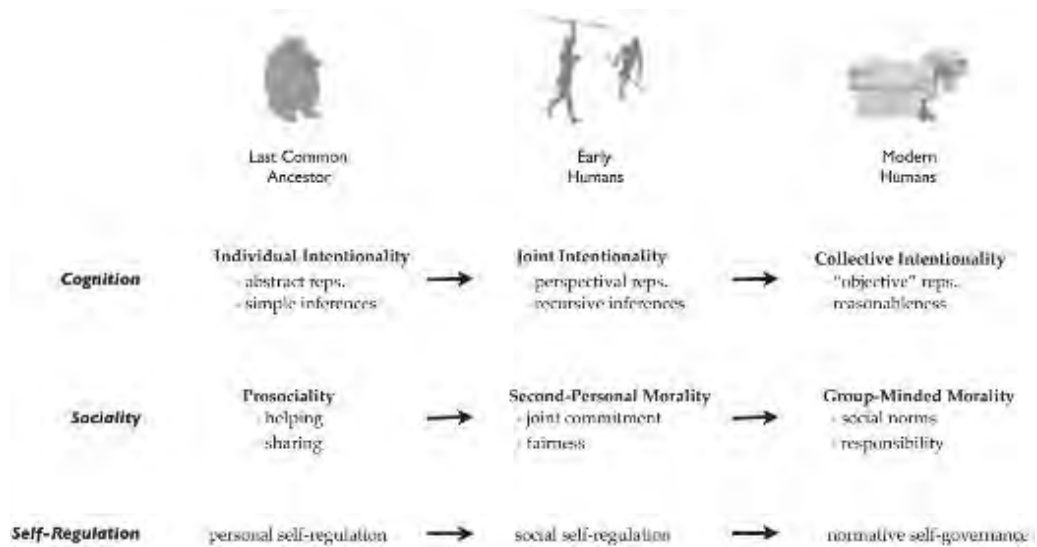 Last Common
Ancestor
Early
Humans
Modern
Humans
Cognition
Individual Intentionality
- abstract reps.
- simple inferences
Joint Intentionality
- perspectival reps.
- recursive inferences
Collective Intentionality
- "objective" reps.
- reasonableness
Sociality
Prosociality
- helping
- sharing
Second-Personal Morality
- joint commitment
- fairness
Group-Minded Morality
- social norms
- responsibility
Self-Regulation
personal self-regulation
social self-regulation
normative self-governance